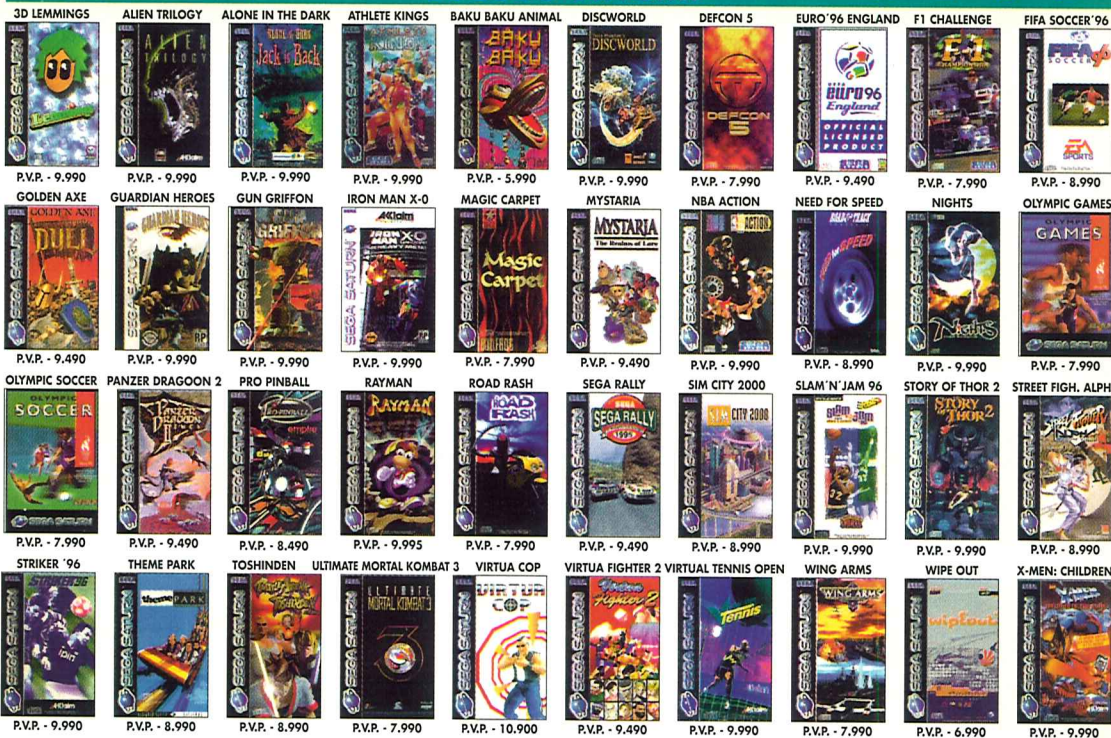 3D LEMMINGS ALIEN TRILOGY ALONE IN THE DARK ATHLETE KINGS BAKU BAKU ANIMAL DISCWORLD DEFCON 5 EURO'96 ENGLAND F1 CHALLENGE FIFA SOCCER'96
P.V.P. - 9.990 P.V.P. - 9.990 P.V.P. - 9.990 P.V.P. - 9.990 P.V.P. - 5.990 P.V.P. - 9.990 P.V.P. - 7.990 P.V.P. - 9.490 P.V.P. - 7.990 P.V.P. - 8.990
GOLDEN AXE GUARDIAN HEROES GUN GRIFFON IRON MAN X-0 MAGIC CARPET MYSTARIA NBA ACTION NEED FOR SPEED NIGHTS OLYMPIC GAMES
P.V.P. - 9.490 P.V.P. - 9.990 P.V.P. - 9.990 P.V.P. - 9.990 P.V.P. - 7.990 P.V.P. - 9.490 P.V.P. - 9.990 P.V.P. - 8.990 P.V.P. - 9.990 P.V.P. - 7.990
OLYMPIC SOCCER PANZER DRAGOON 2 PRO PINBALL RAYMAN ROAD RASH SEGA RALLY SIM CITY 2000 SLAM'N'JAM 96 STORY OF THOR 2 STREET FIGH. ALPH
P.V.P. - 7.990 P.V.P. - 9.490 P.V.P. - 8.490 P.V.P. - 9.995 P.V.P. - 7.990 P.V.P. - 9.490 P.V.P. - 8.990 P.V.P. - 9.990 P.V.P. - 9.990 P.V.P. - 8.990
STRIKER '96 THEME PARK TOSHINDEN ULTIMATE MORTAL KOMBAT 3 VIRTUA COP VIRTUA FIGHTER 2 VIRTUAL TENNIS OPEN WING ARMS WIPE OUT X-MEN: CHILDREN
P.V.P. - 9.990 P.V.P. - 8.990 P.V.P. - 8.990 P.V.P. - 7.990 P.V.P. - 10.900 P.V.P. - 9.490 P.V.P. - 9.990 P.V.P. - 7.990 P.V.P. - 6.990 P.V.P. - 9.990